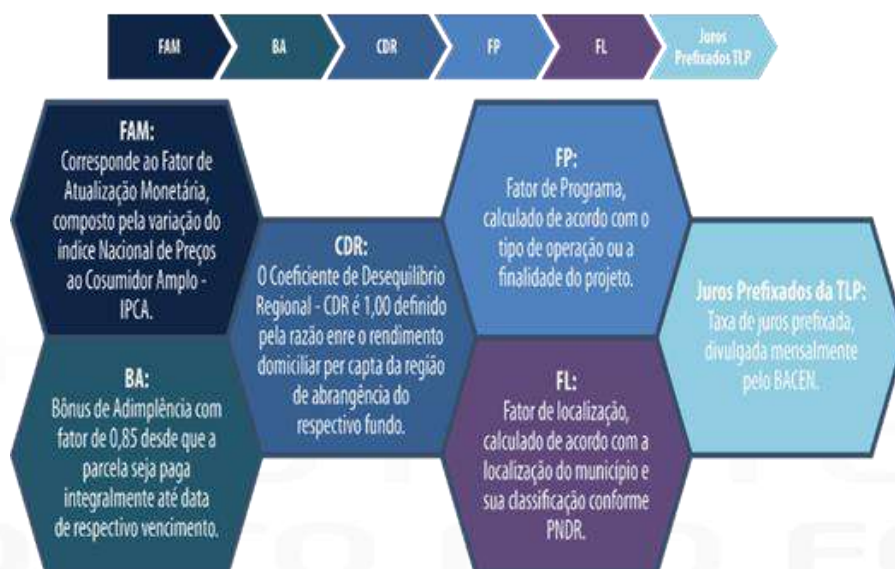 FAM
BA
CDR
FP
FL
Juros
Prefixados TLP
FAM:
Corresponde ao Fator de
Atualização Monetária,
composto pela variação do
índice Nacional de Preços
ao Cosumidor Amplo -
IPCA.
BA:
Bônus de Adimplência com
fator de 0,85 desde que a
parcela seja paga
integralmente até data
de respectivo vencimento.
CDR:
O Coeficiente de Desequilíbrio
Regional - CDR é 1,00 definido
pela razão enre o rendimento
domiciliar per capta da região
de abrangência do
respectivo fundo.
FP:
Fator de Programa,
calculado de acordo com o
tipo de operação ou a
finalidade do projeto.
FL:
Fator de localização,
calculado de acordo com a
localização do município e
sua classificação conforme
PNDR.
Juros Prefixados da TLP:
Taxa de juros prefixada,
divulgada mensalmente
pelo BACEN.